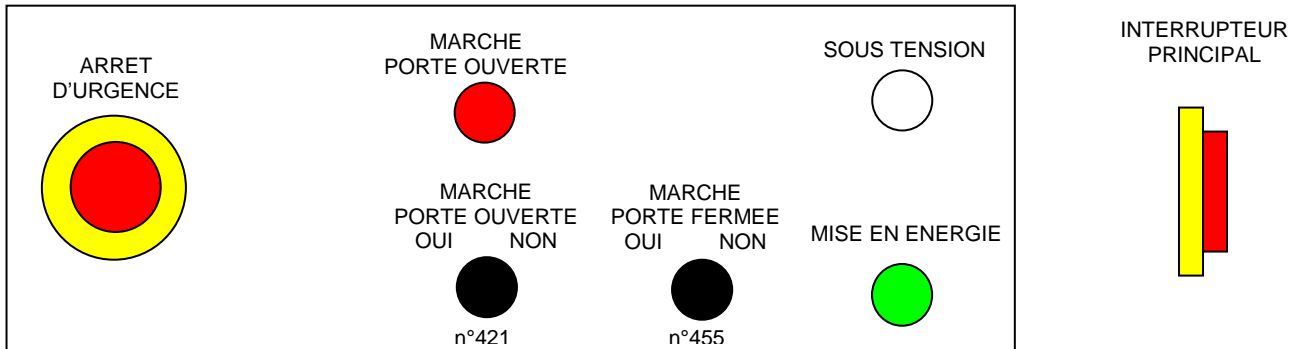 ARRET
D'URGENCE
MARCHE
PORTE OUVERTE
SOUS TENSION
INTERRUPTEUR
PRINCIPAL
MARCHE
PORTE OUVERTE
OUI NON
n°421
MARCHE
PORTE FERMEE
OUI NON
n°455
MISE EN ENERGIE